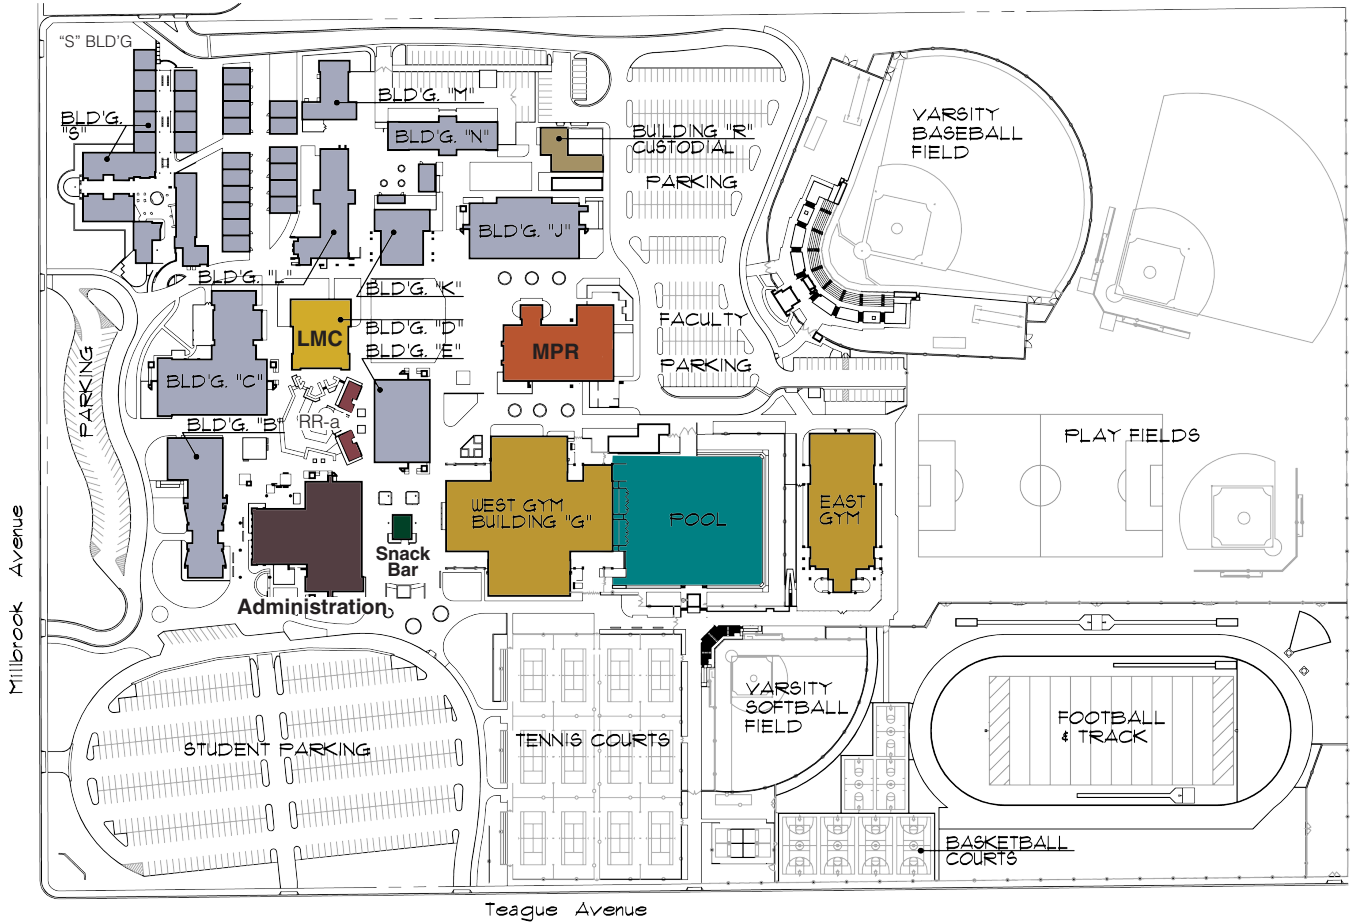 "S" BLD'G
BLD'G.
"S"
BLD'G. "M"
BLD'G. "N"
BUILDING "R"
CUSTODIAL
PARKING
VARSITY
BASEBALL
FIELD
BLD'G. "J"
BLD'G. "L"
BLD'G. "K"
BLD'G. "D"
BLD'G. "E"
LMC
MPR
FACULTY
PARKING
PARKING
BLD'G. "C"
BLD'G. "B"
RR-a
PLAY FIELDS
WEST GYM
BUILDING "G"
POOL
EAST
GYM
Snack
Bar
Administration
Millbrook Avenue
STUDENT PARKING
TENNIS COURTS
VARSITY
SOFTBALL
FIELD
FOOTBALL
& TRACK
BASKETBALL
COURTS
Teague Avenue